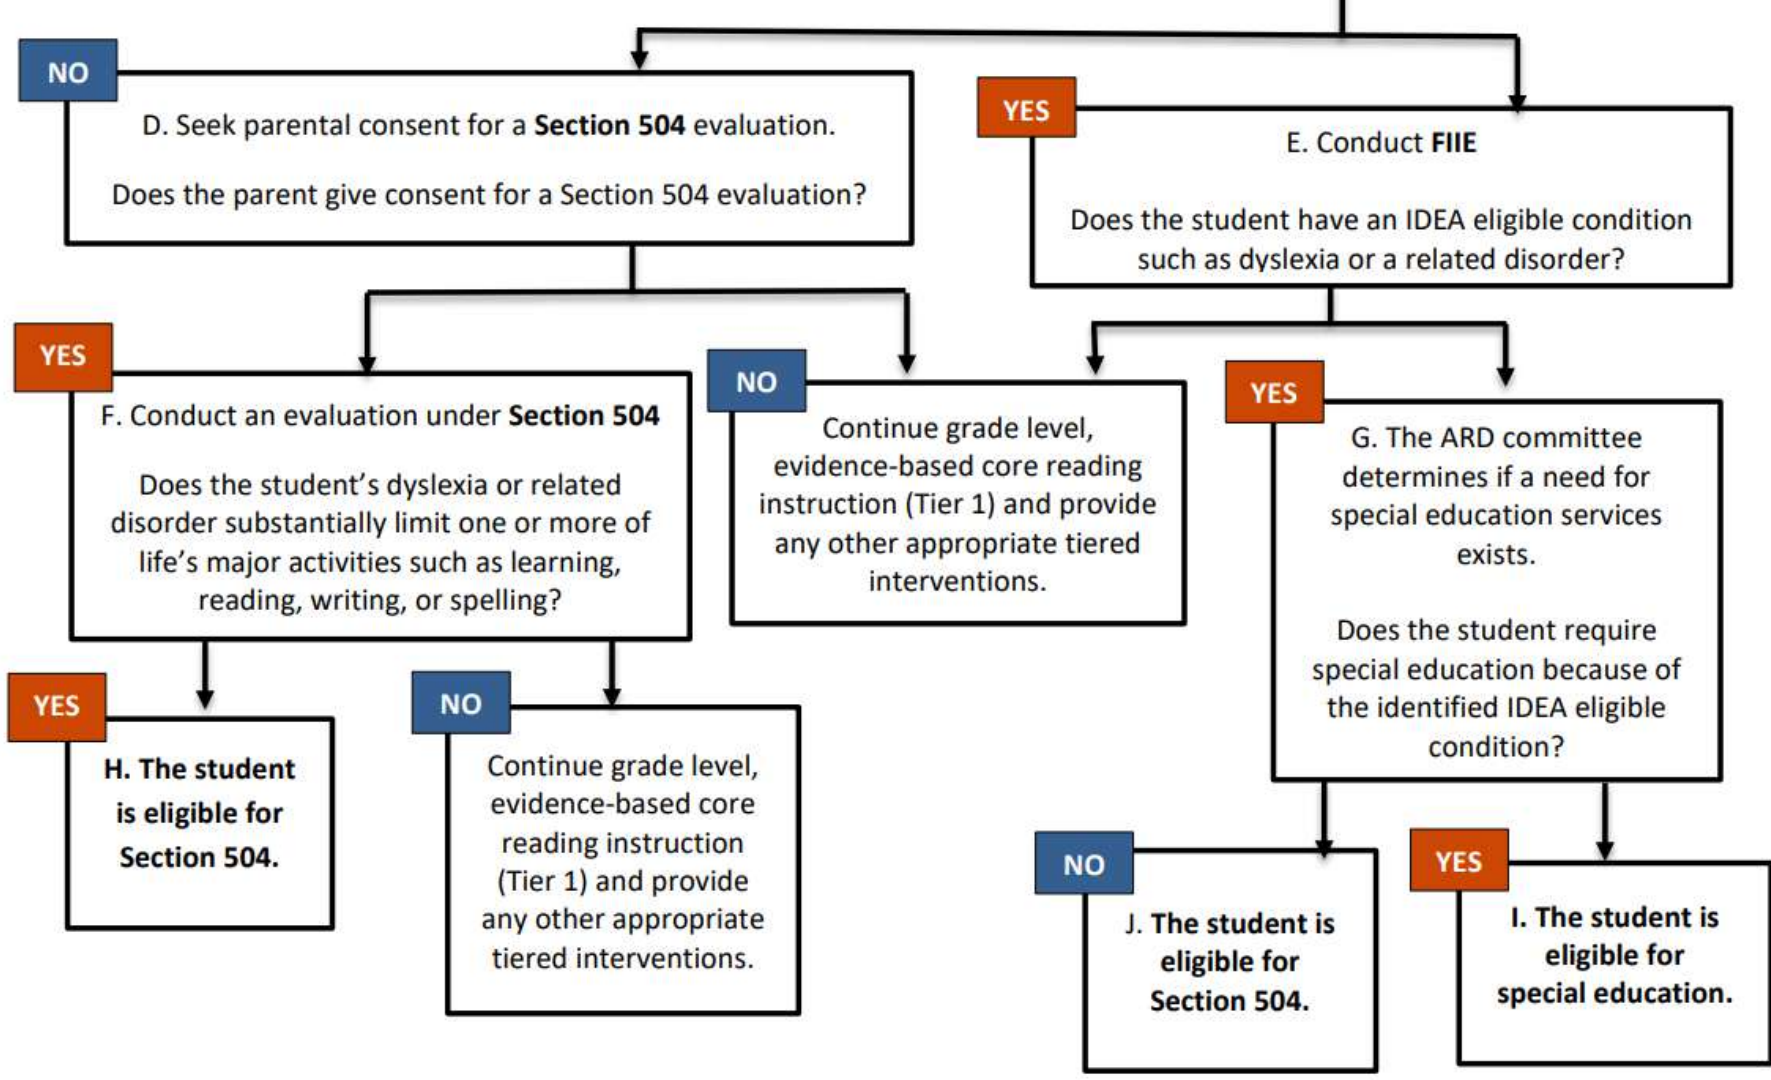 NO
D. Seek parental consent for a Section 504 evaluation.
Does the parent give consent for a Section 504 evaluation?
YES
E. Conduct FIIE
Does the student have an IDEA eligible condition
such as dyslexia or a related disorder?
YES
F. Conduct an evaluation under Section 504
Does the student’s dyslexia or related
disorder substantially limit one or more of
life’s major activities such as learning,
reading, writing, or spelling?
NO
Continue grade level,
evidence-based core reading
instruction (Tier 1) and provide
any other appropriate tiered
interventions.
YES
G. The ARD committee
determines if a need for
special education services
exists.
Does the student require
special education because of
the identified IDEA eligible
condition?
YES
H. The student
is eligible for
Section 504.
NO
Continue grade level,
evidence-based core
reading instruction
(Tier 1) and provide
any other appropriate
tiered interventions.
NO
J. The student is
eligible for
Section 504.
YES
I. The student is
eligible for
special education.